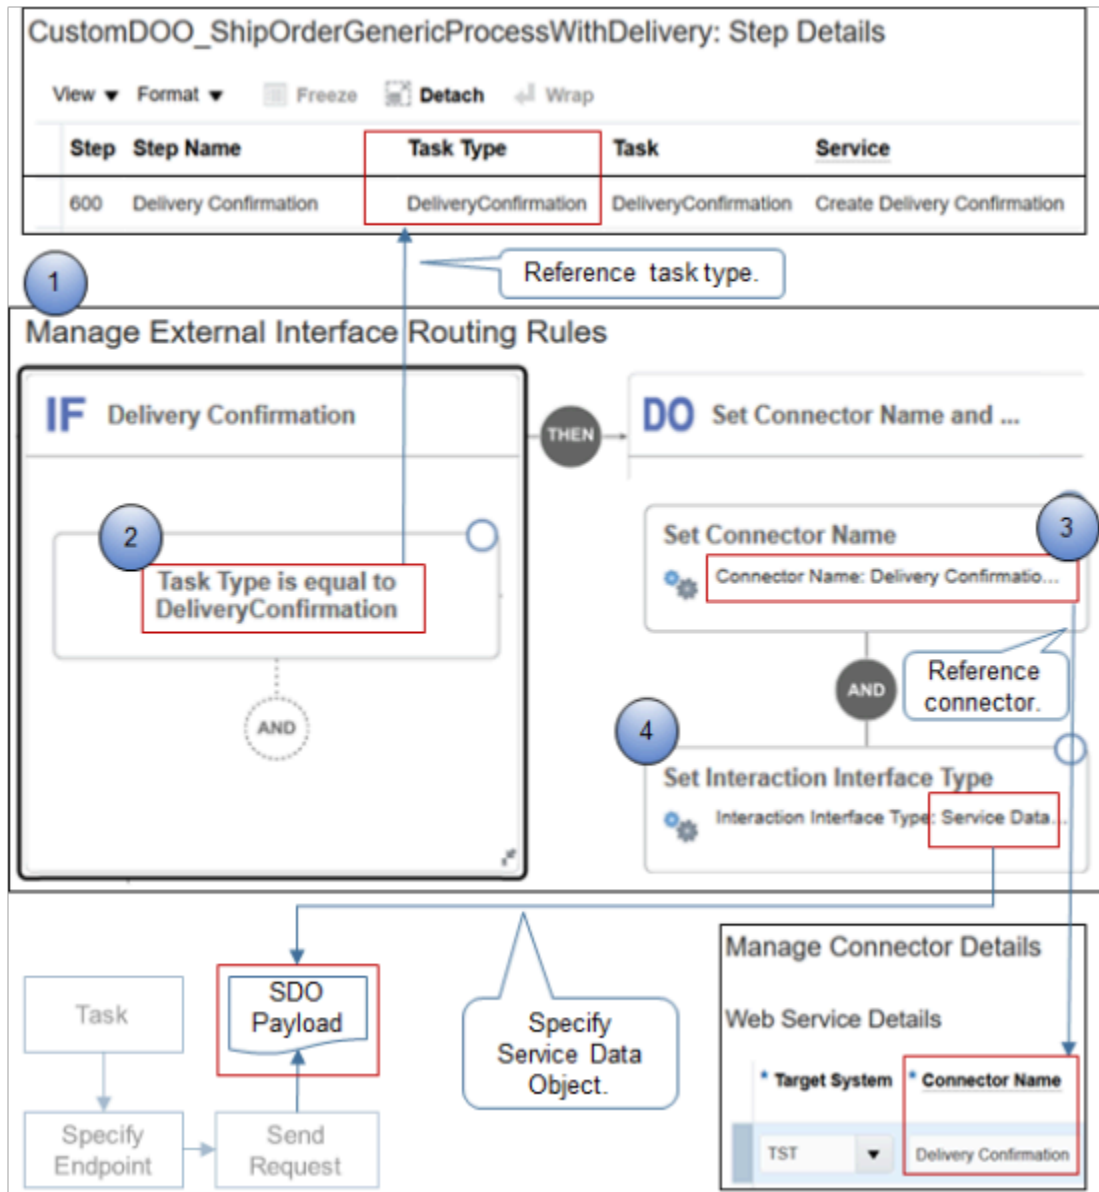 CustomDOO_ShipOrderGenericProcessWithDelivery: Step Details
View Format Freeze Detach Wrap
Step Step Name Task Type Task Service
600 Delivery Confirmation DeliveryConfirmation DeliveryConfirmation Create Delivery Confirmation
1
Reference task type.
Manage External Interface Routing Rules
IF Delivery Confirmation
THEN
DO Set Connector Name and ...
2
Task Type is equal to
DeliveryConfirmation
AND
3
Set Connector Name
Connector Name: Delivery Confirmatio...
Reference
connector.
AND
4
Set Interaction Interface Type
Interaction Interface Type: Service Data...
Task
SDO
Payload
Specify
Endpoint
Send
Request
Specify
Service Data
Object.
Manage Connector Details
Web Service Details
* Target System * Connector Name
TST Delivery Confirmation